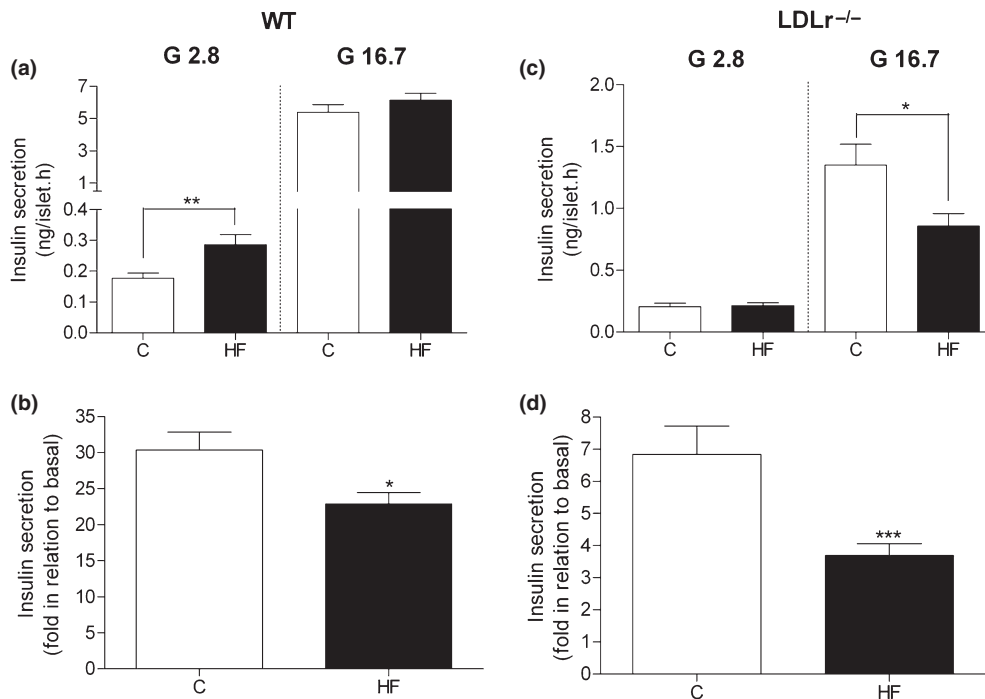 WT
LDLr−/−
(a)
G 2.8
G 16.7
Insulin secretion
(ng/islet.h)
7
5
3
1
0.4
0.3
0.2
0.1
0.0
**
C
HF
C
HF
(c)
G 2.8
G 16.7
Insulin secretion
(ng/islet.h)
2.0
1.5
1.0
0.5
0.0
*
C
HF
C
HF
(b)
Insulin secretion
(fold in relation to basal)
35
30
25
20
15
10
5
0
*
C
HF
(d)
Insulin secretion
(fold in relation to basal)
8
7
6
5
4
3
2
1
0
***
C
HF